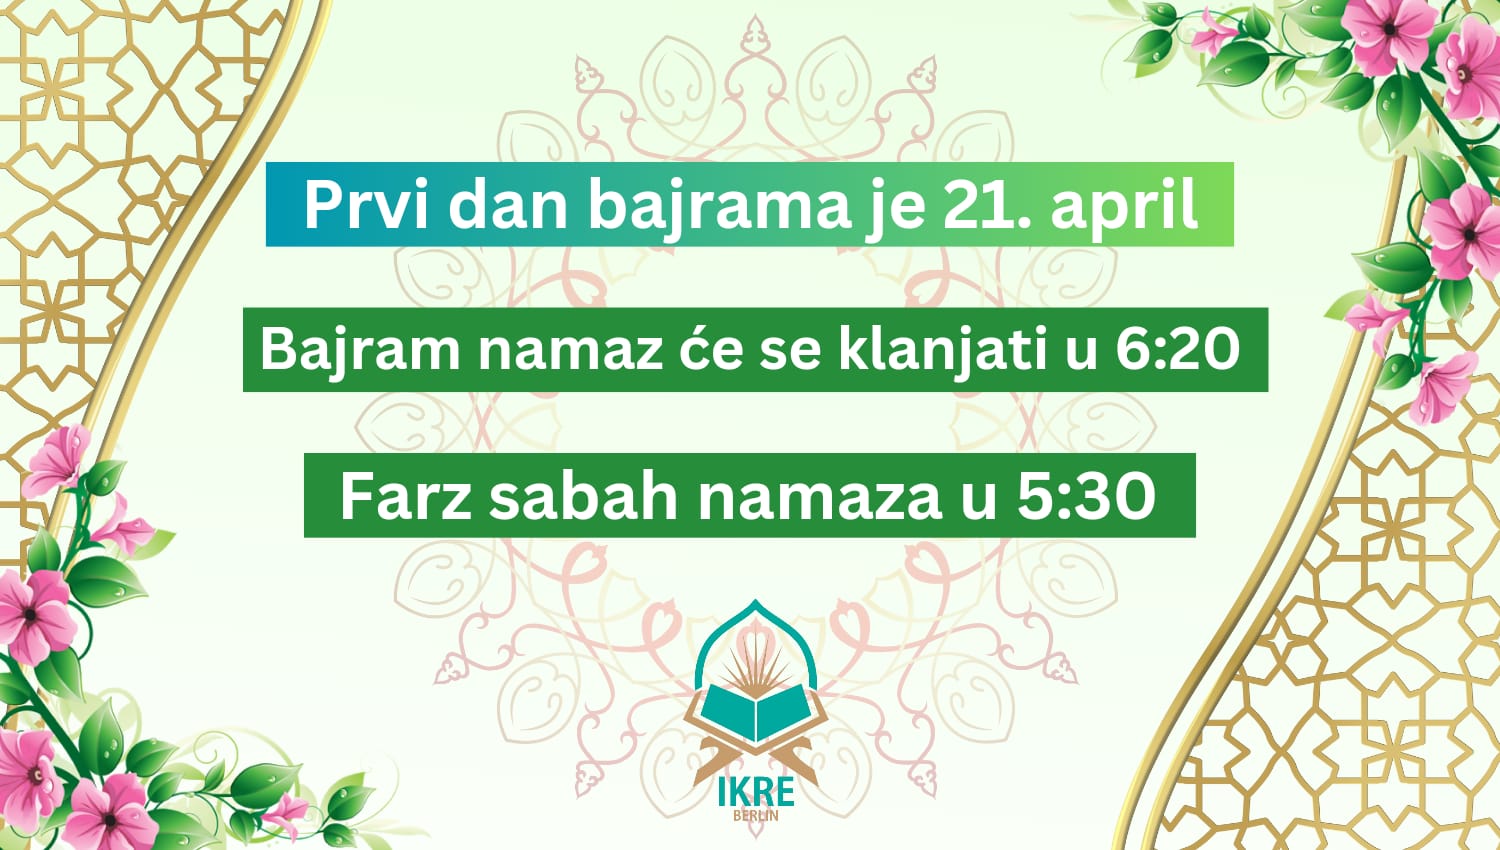 Prvi dan bajrama je 21. april
Bajram namaz će se klanjati u 6:20
Farz sabah namaza u 5:30
IKRE
BERLIN